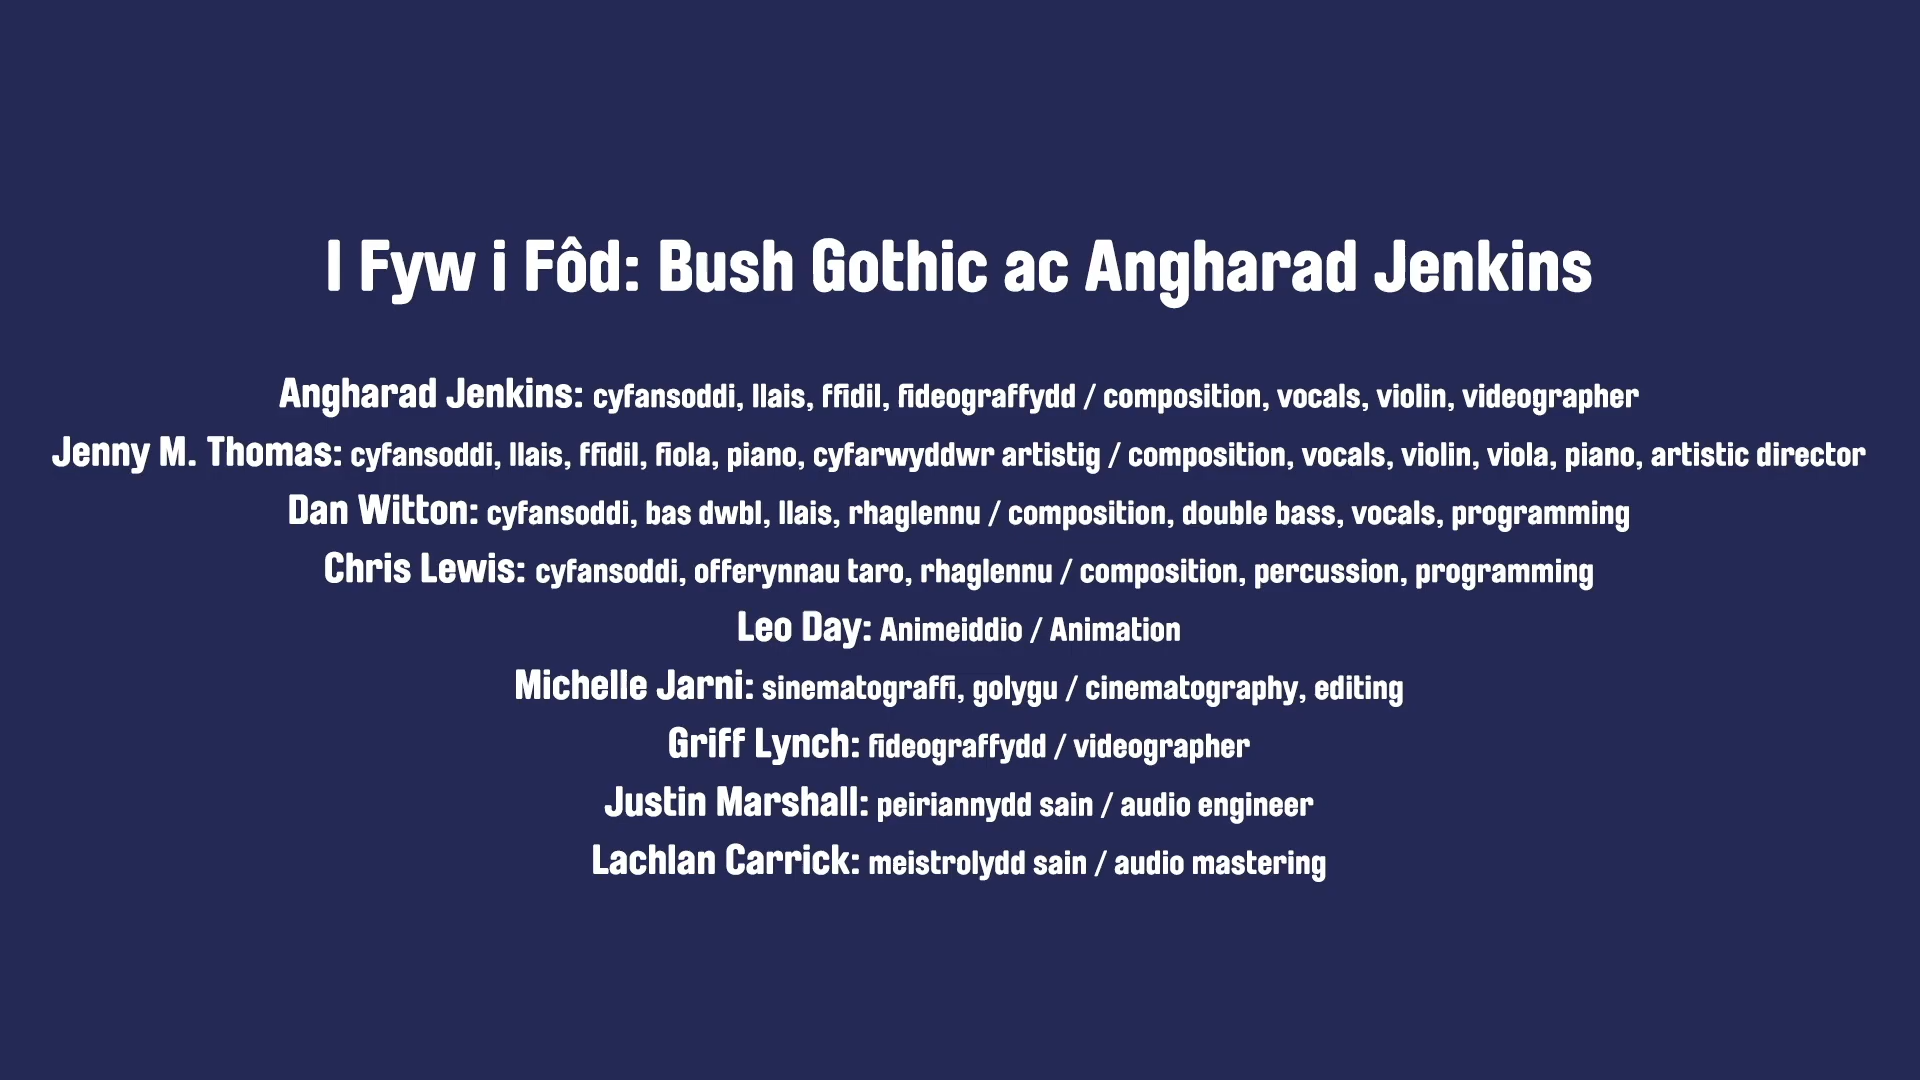 I Fyw i Fôd: Bush Gothic ac Angharad Jenkins
Angharad Jenkins: cyfansoddi, llais, ffidil, fideograffydd / composition, vocals, violin, videographer
Jenny M. Thomas: cyfansoddi, llais, ffidil, fiola, piano, cyfarwyddwr artistig / composition, vocals, violin, viola, piano, artistic director
Dan Witton: cyfansoddi, bas dwbl, llais, rhaglennu / composition, double bass, vocals, programming
Chris Lewis: cyfansoddi, offerynnau taro, rhaglennu / composition, percussion, programming
Leo Day: Animeiddio / Animation
Michelle Jarni: sinematograffi, golygu / cinematography, editing
Griff Lynch: fideograffydd / videographer
Justin Marshall: peiriannydd sain / audio engineer
Lachlan Carrick: meistrolydd sain / audio mastering